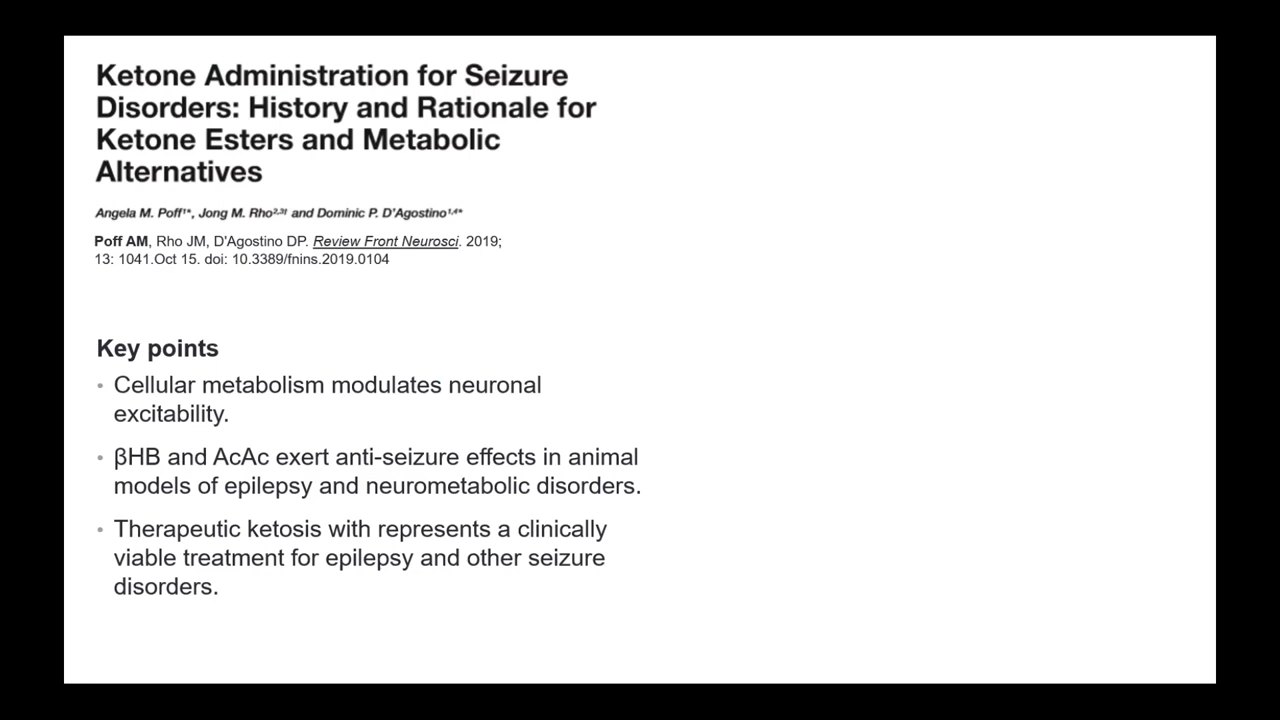 Ketone Administration for Seizure
Disorders: History and Rationale for
Ketone Esters and Metabolic
Alternatives
Angela M. Poff¹*, Jong M. Rho²,³† and Dominic P. D'Agostino¹,⁴*
Poff AM, Rho JM, D'Agostino DP. Review Front Neurosci. 2019;
13: 1041.Oct 15. doi: 10.3389/fnins.2019.0104
Key points
• Cellular metabolism modulates neuronal
excitability.
• βHB and AcAc exert anti-seizure effects in animal
models of epilepsy and neurometabolic disorders.
• Therapeutic ketosis with represents a clinically
viable treatment for epilepsy and other seizure
disorders.